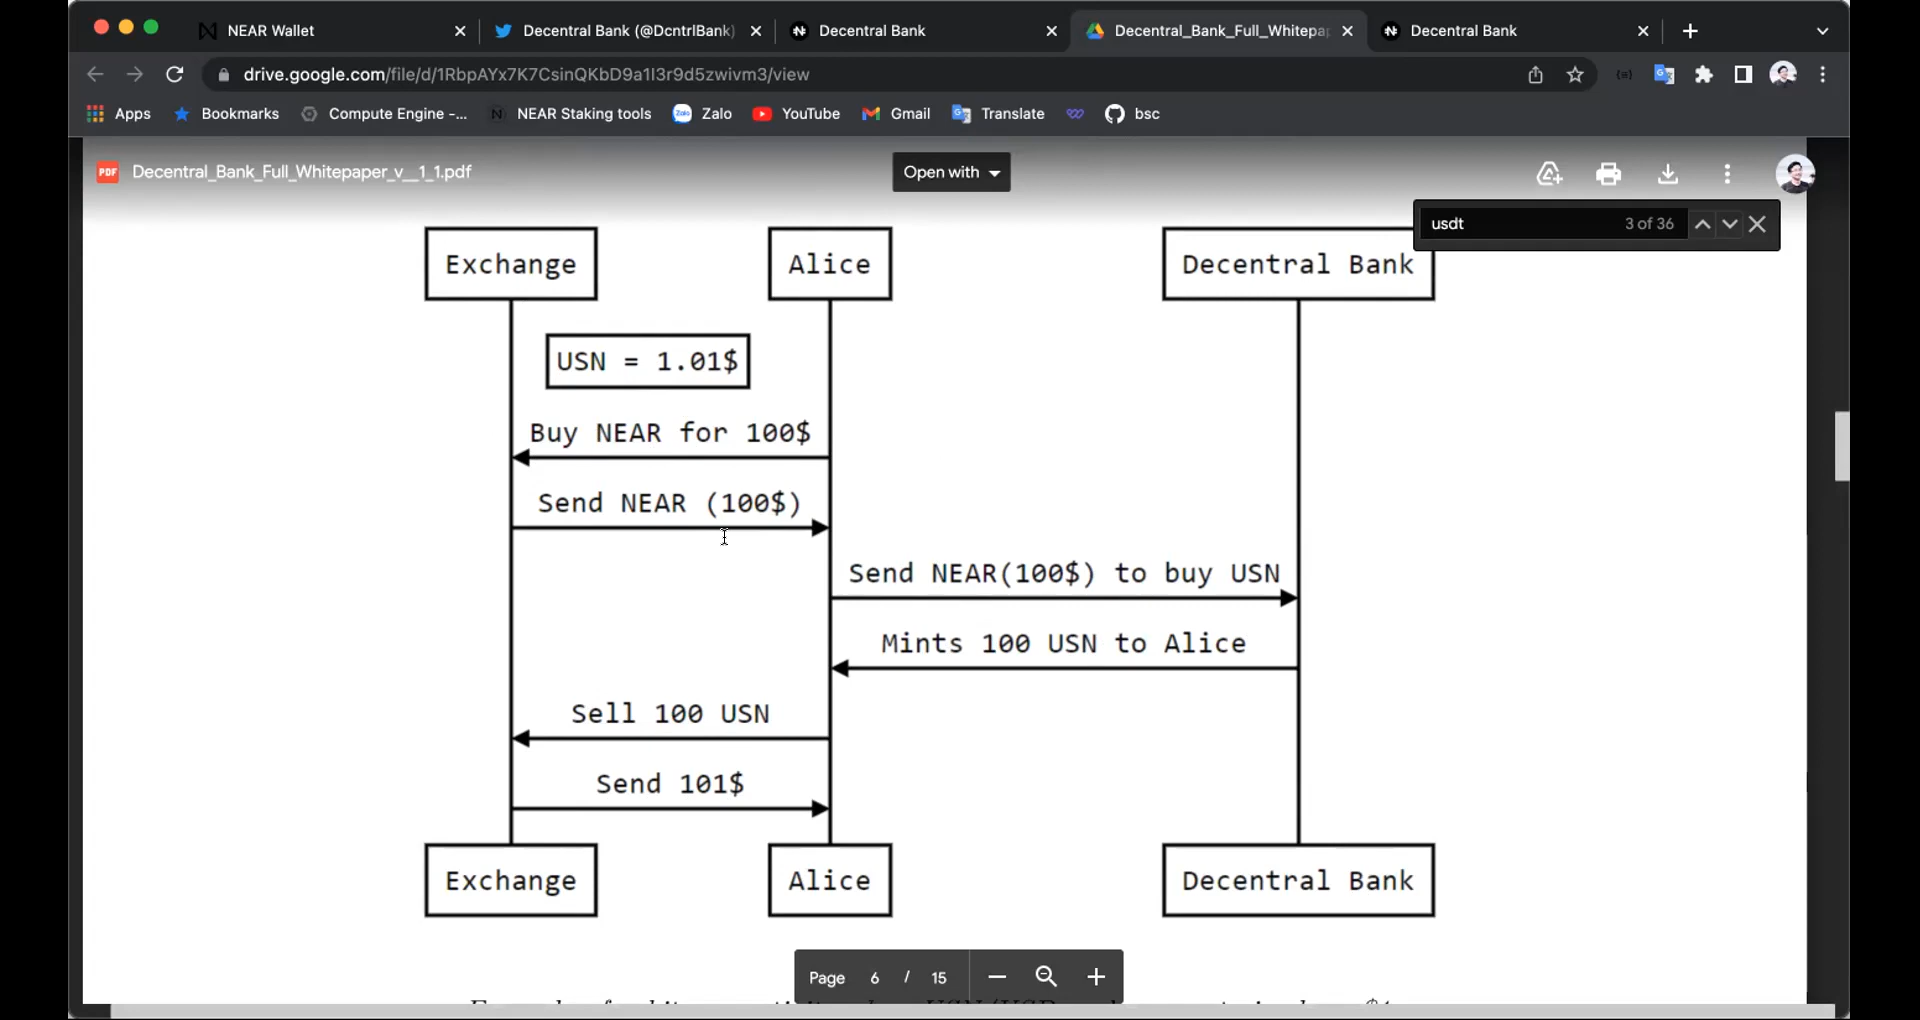 NEAR Wallet
Decentral Bank (@DcntrlBank)
Decentral Bank
Decentral_Bank_Full_Whitepa
Decentral Bank
drive.google.com/file/d/1RbpAYx7K7CsinQKbD9a1I3r9d5zwivm3/view
Apps
Bookmarks
Compute Engine -...
NEAR Staking tools
Zalo
YouTube
Gmail
Translate
bsc
PDF
Decentral_Bank_Full_Whitepaper_v__1_1.pdf
Open with
usdt
3 of 36
Exchange
Alice
Decentral Bank
USN = 1.01$
Buy NEAR for 100$
Send NEAR (100$)
Send NEAR(100$) to buy USN
Mints 100 USN to Alice
Sell 100 USN
Send 101$
Exchange
Alice
Decentral Bank
Page 6 / 15